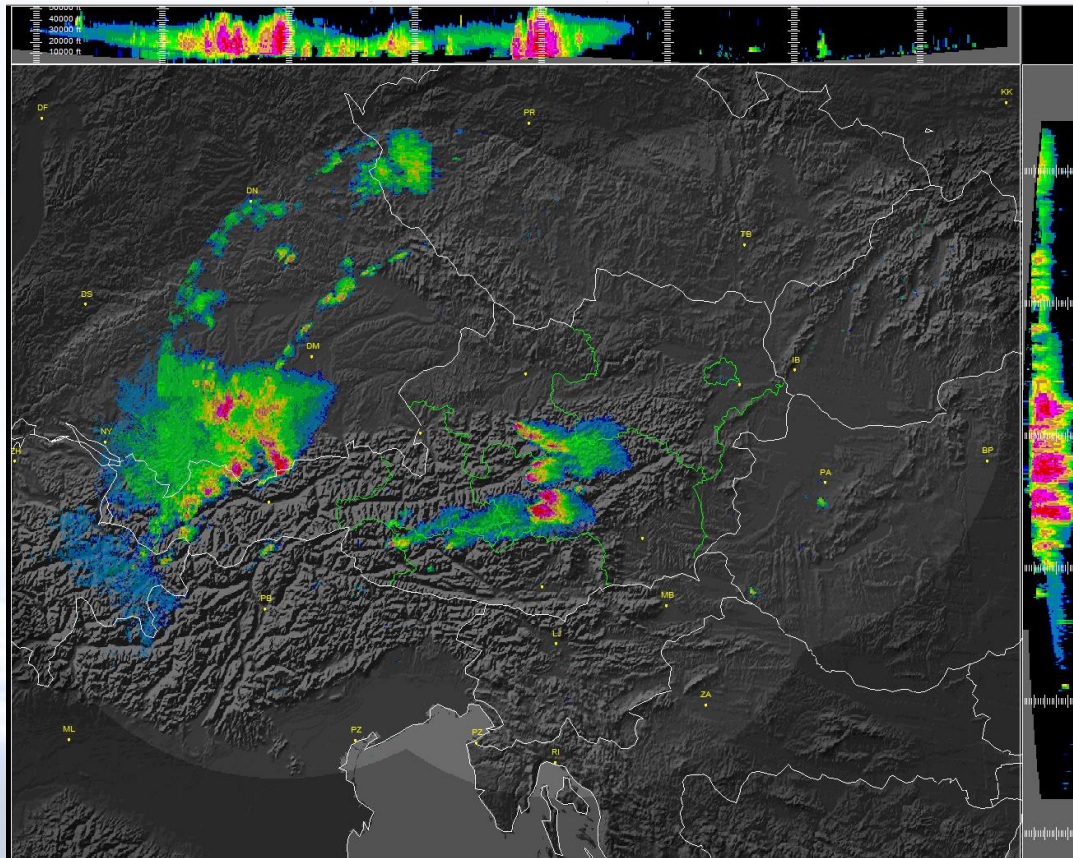 50000 ft
40000 ft
30000 ft
20000 ft
10000 ft
KK
DF
PR
DN
TB
DS
DM
IB
NY
ZH
BP
PA
PB
MB
LJ
ZA
ML
PZ
PZ
RI